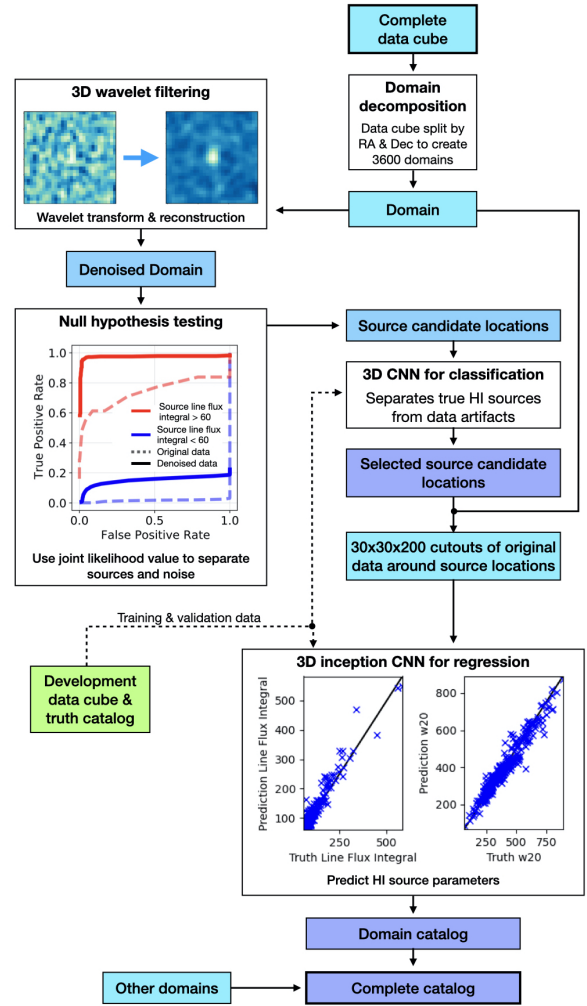 Complete
data cube
Domain
decomposition
Data cube split by
RA & Dec to create
3600 domains
Domain
3D wavelet filtering
Wavelet transform & reconstruction
Denoised Domain
Null hypothesis testing
True Positive Rate
1.0
0.8
0.6
0.4
0.2
0.0
Source line flux
integral > 60
Source line flux
integral < 60
Original data
Denoised data
0.0 0.5 1.0
False Positive Rate
Use joint likelihood value to separate
sources and noise
Source candidate locations
3D CNN for classification
Separates true HI sources
from data artifacts
Selected source candidate
locations
30x30x200 cutouts of original
data around source locations
Training & validation data
Development
data cube &
truth catalog
3D inception CNN for regression
Prediction Line Flux Integral
500
400
300
200
100
250 500
Truth Line Flux Integral
Prediction w20
800
600
400
200
250 500 750
Truth w20
Predict HI source parameters
Domain catalog
Other domains
Complete catalog